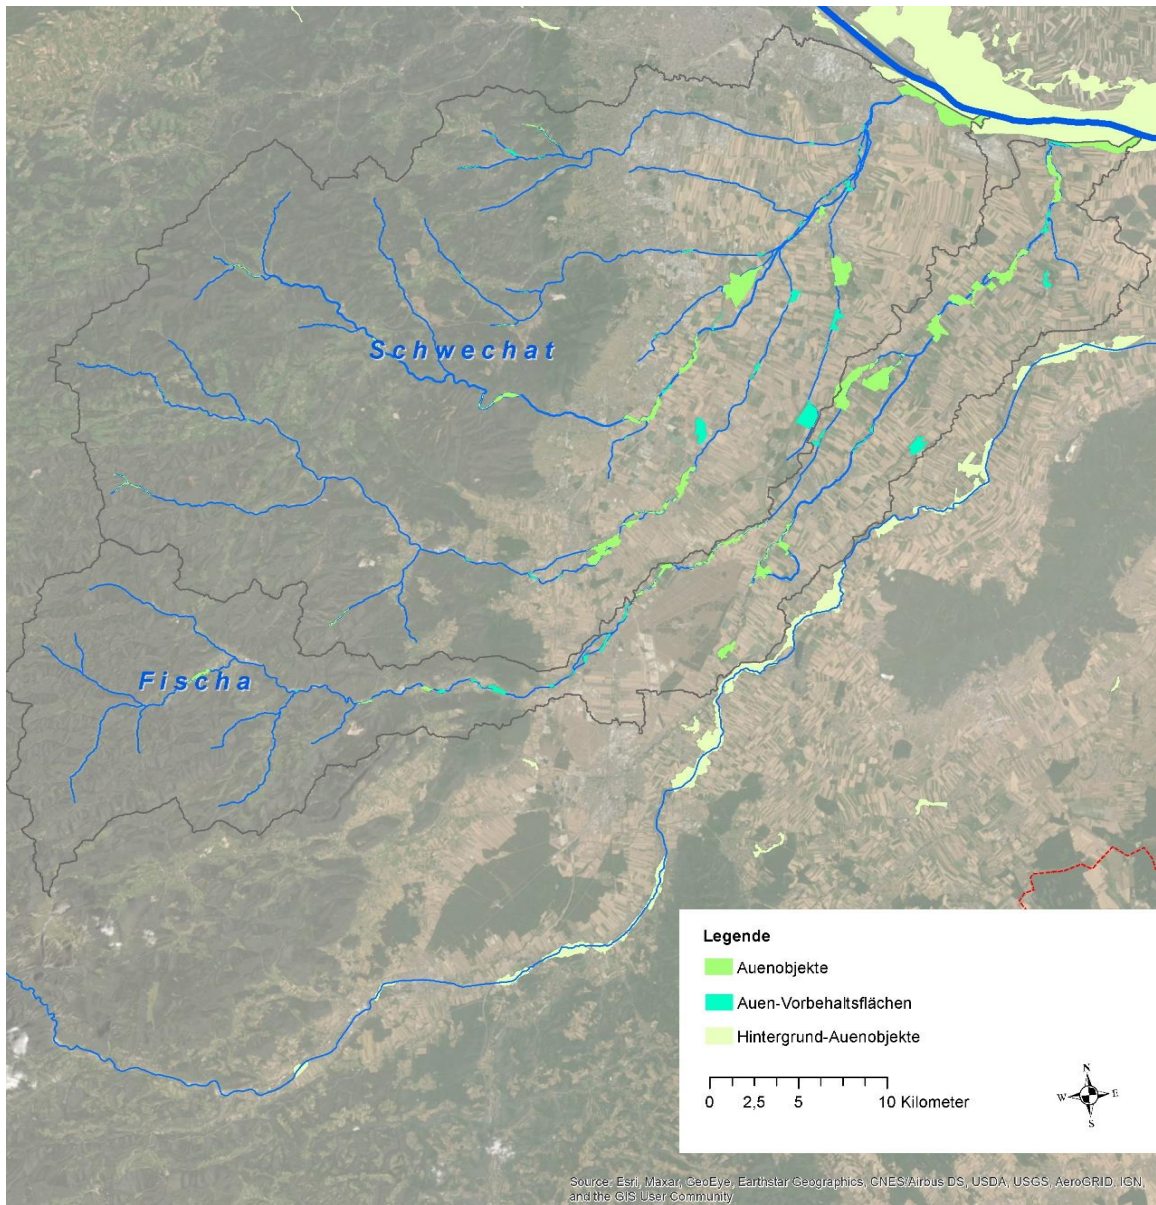 Schwechat
Fischa
Legende
Auenobjekte
Auen-Vorbehaltsflächen
Hintergrund-Auenobjekte
0 2,5 5 10 Kilometer
N
W E
S
Source: Esri, Maxar, GeoEye, Earthstar Geographics, CNES/Airbus DS, USDA, USGS, AeroGRID, IGN,
and the GIS User Community